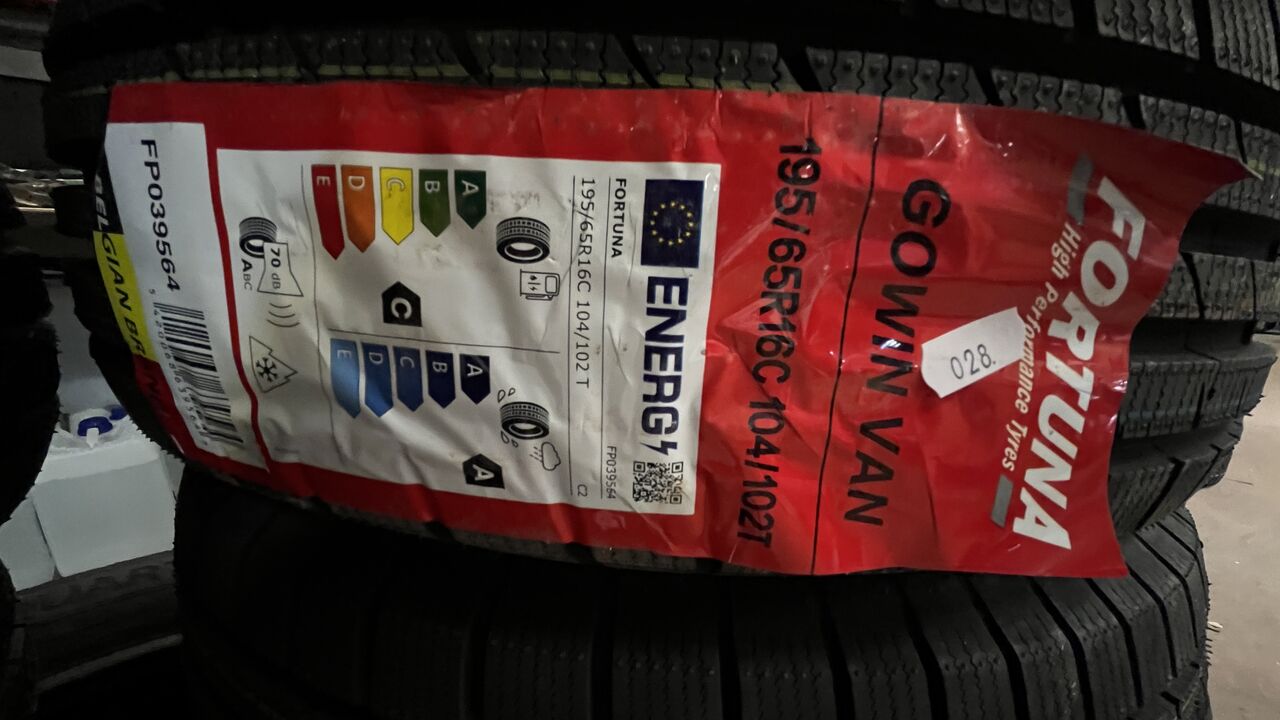 FORTUNA
High Performance Tyres
028.
GOWIN VAN
195/65R16C 104/102T
ENERG
FORTUNA
FP039564
195/65R16C 104/102 T
C2
A
B
C
D
E
C
A
B
C
D
E
A
70 dB
ABC
FP039564